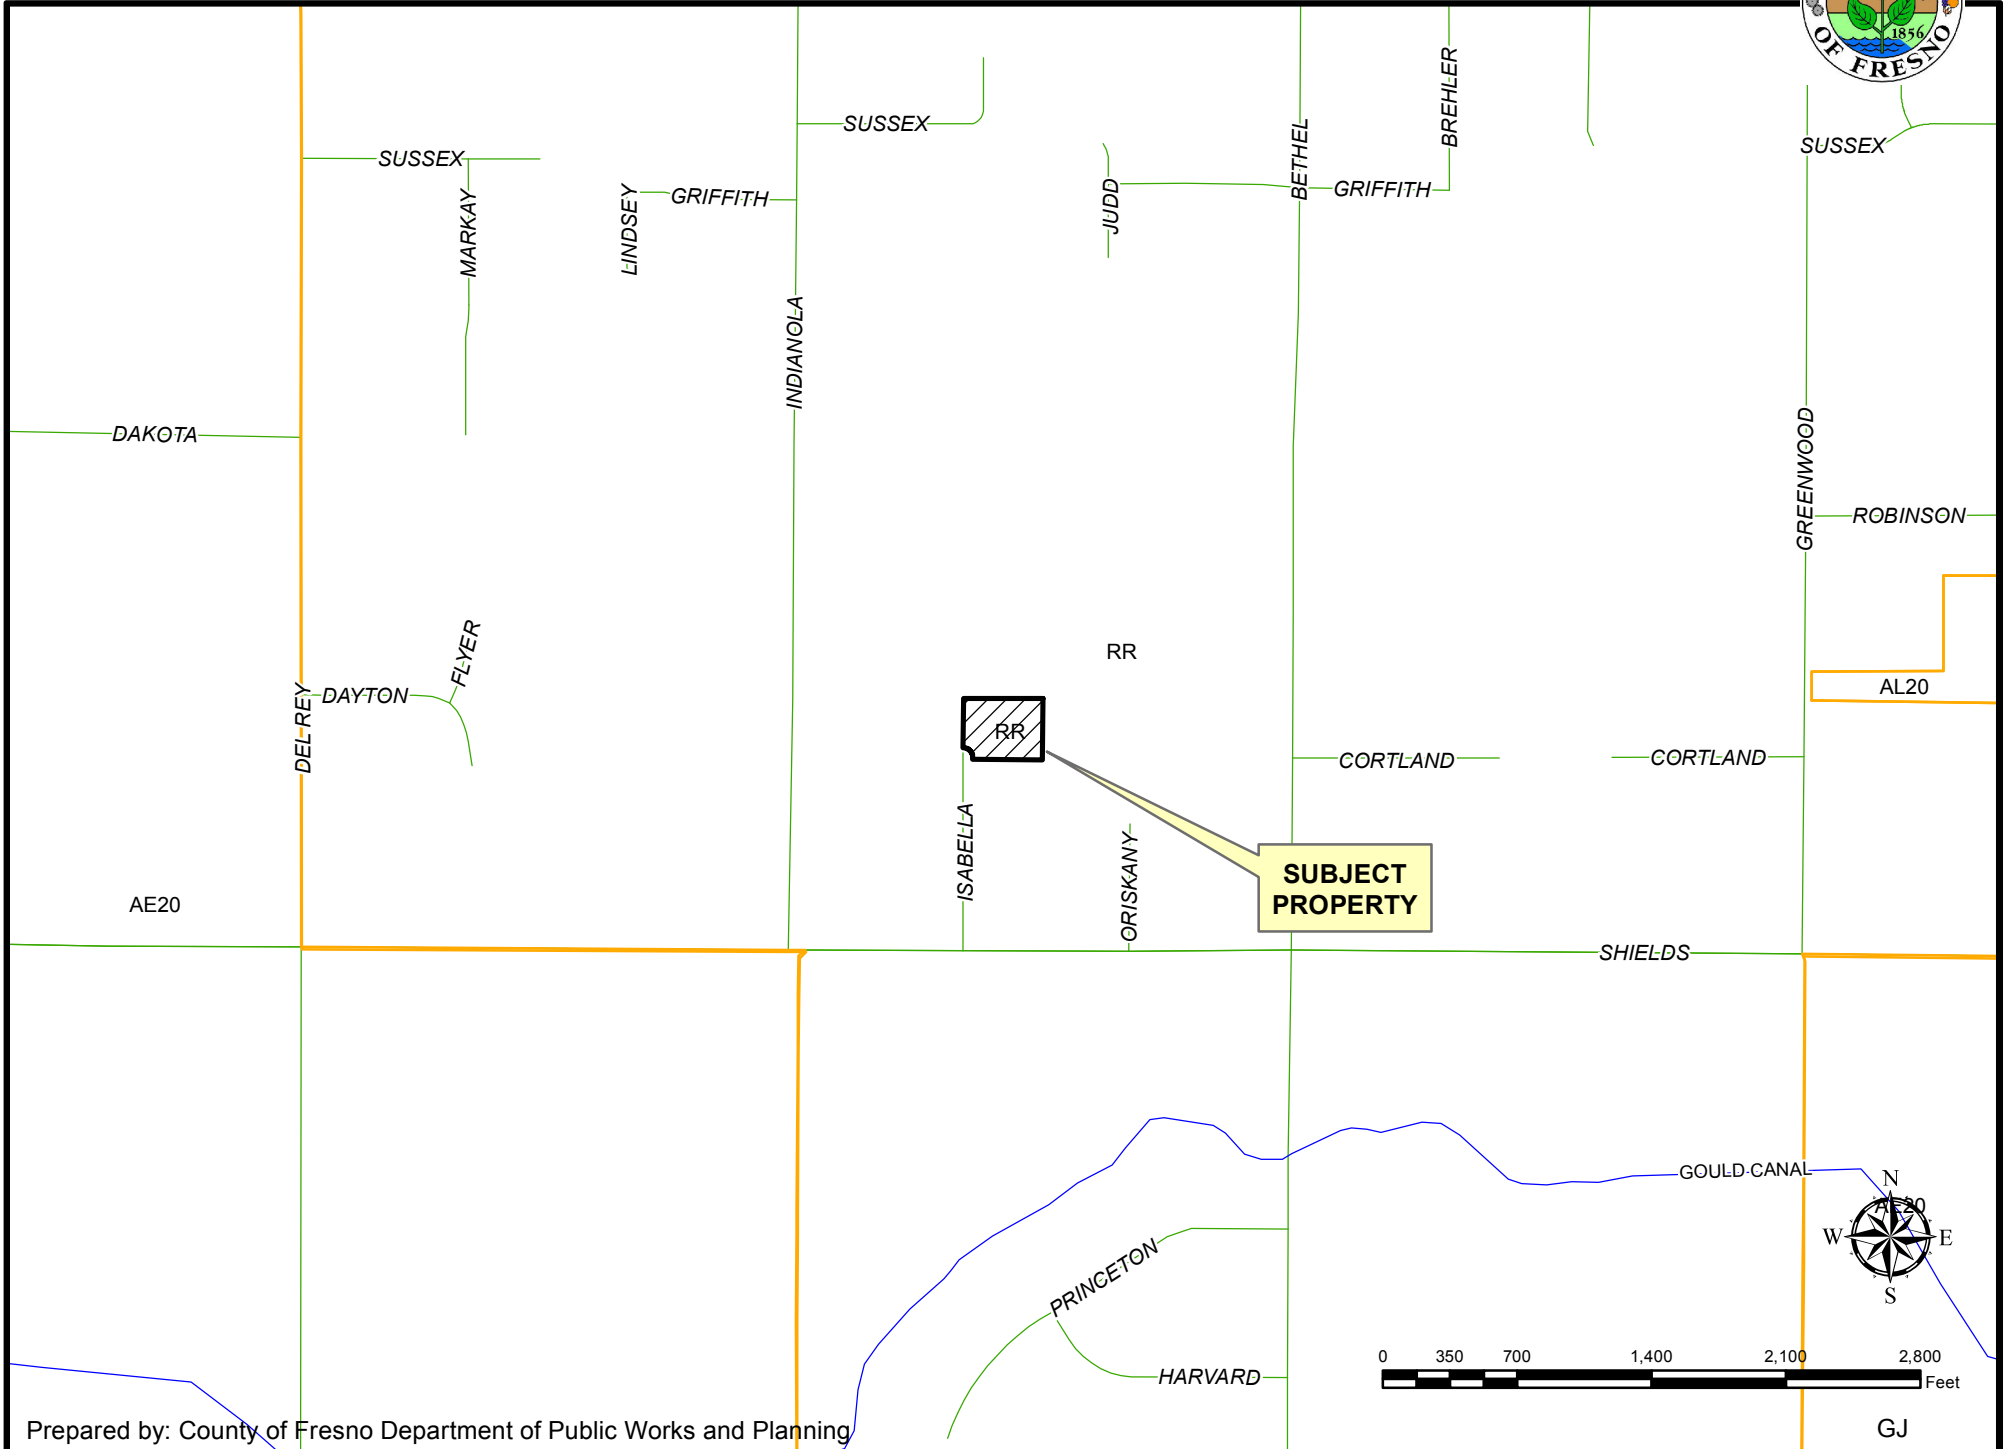 1856
OF FRESNO
SUSSEX
SUSSEX
SUSSEX
BREHLER
BETHEL
MARKAY
LINDSEY
GRIFFITH
JUDD
GRIFFITH
INDIANOLA
DAKOTA
GREENWOOD
ROBINSON
FLYER
RR
DEL REY
DAYTON
AL20
RR
CORTLAND
CORTLAND
ISABELLA
ORISKANY
SUBJECT
PROPERTY
AE20
SHIELDS
GOULD CANAL
N
AE20
W
E
S
PRINCETON
HARVARD
0 350 700 1,400 2,100 2,800
Feet
Prepared by: County of Fresno Department of Public Works and Planning
GJ